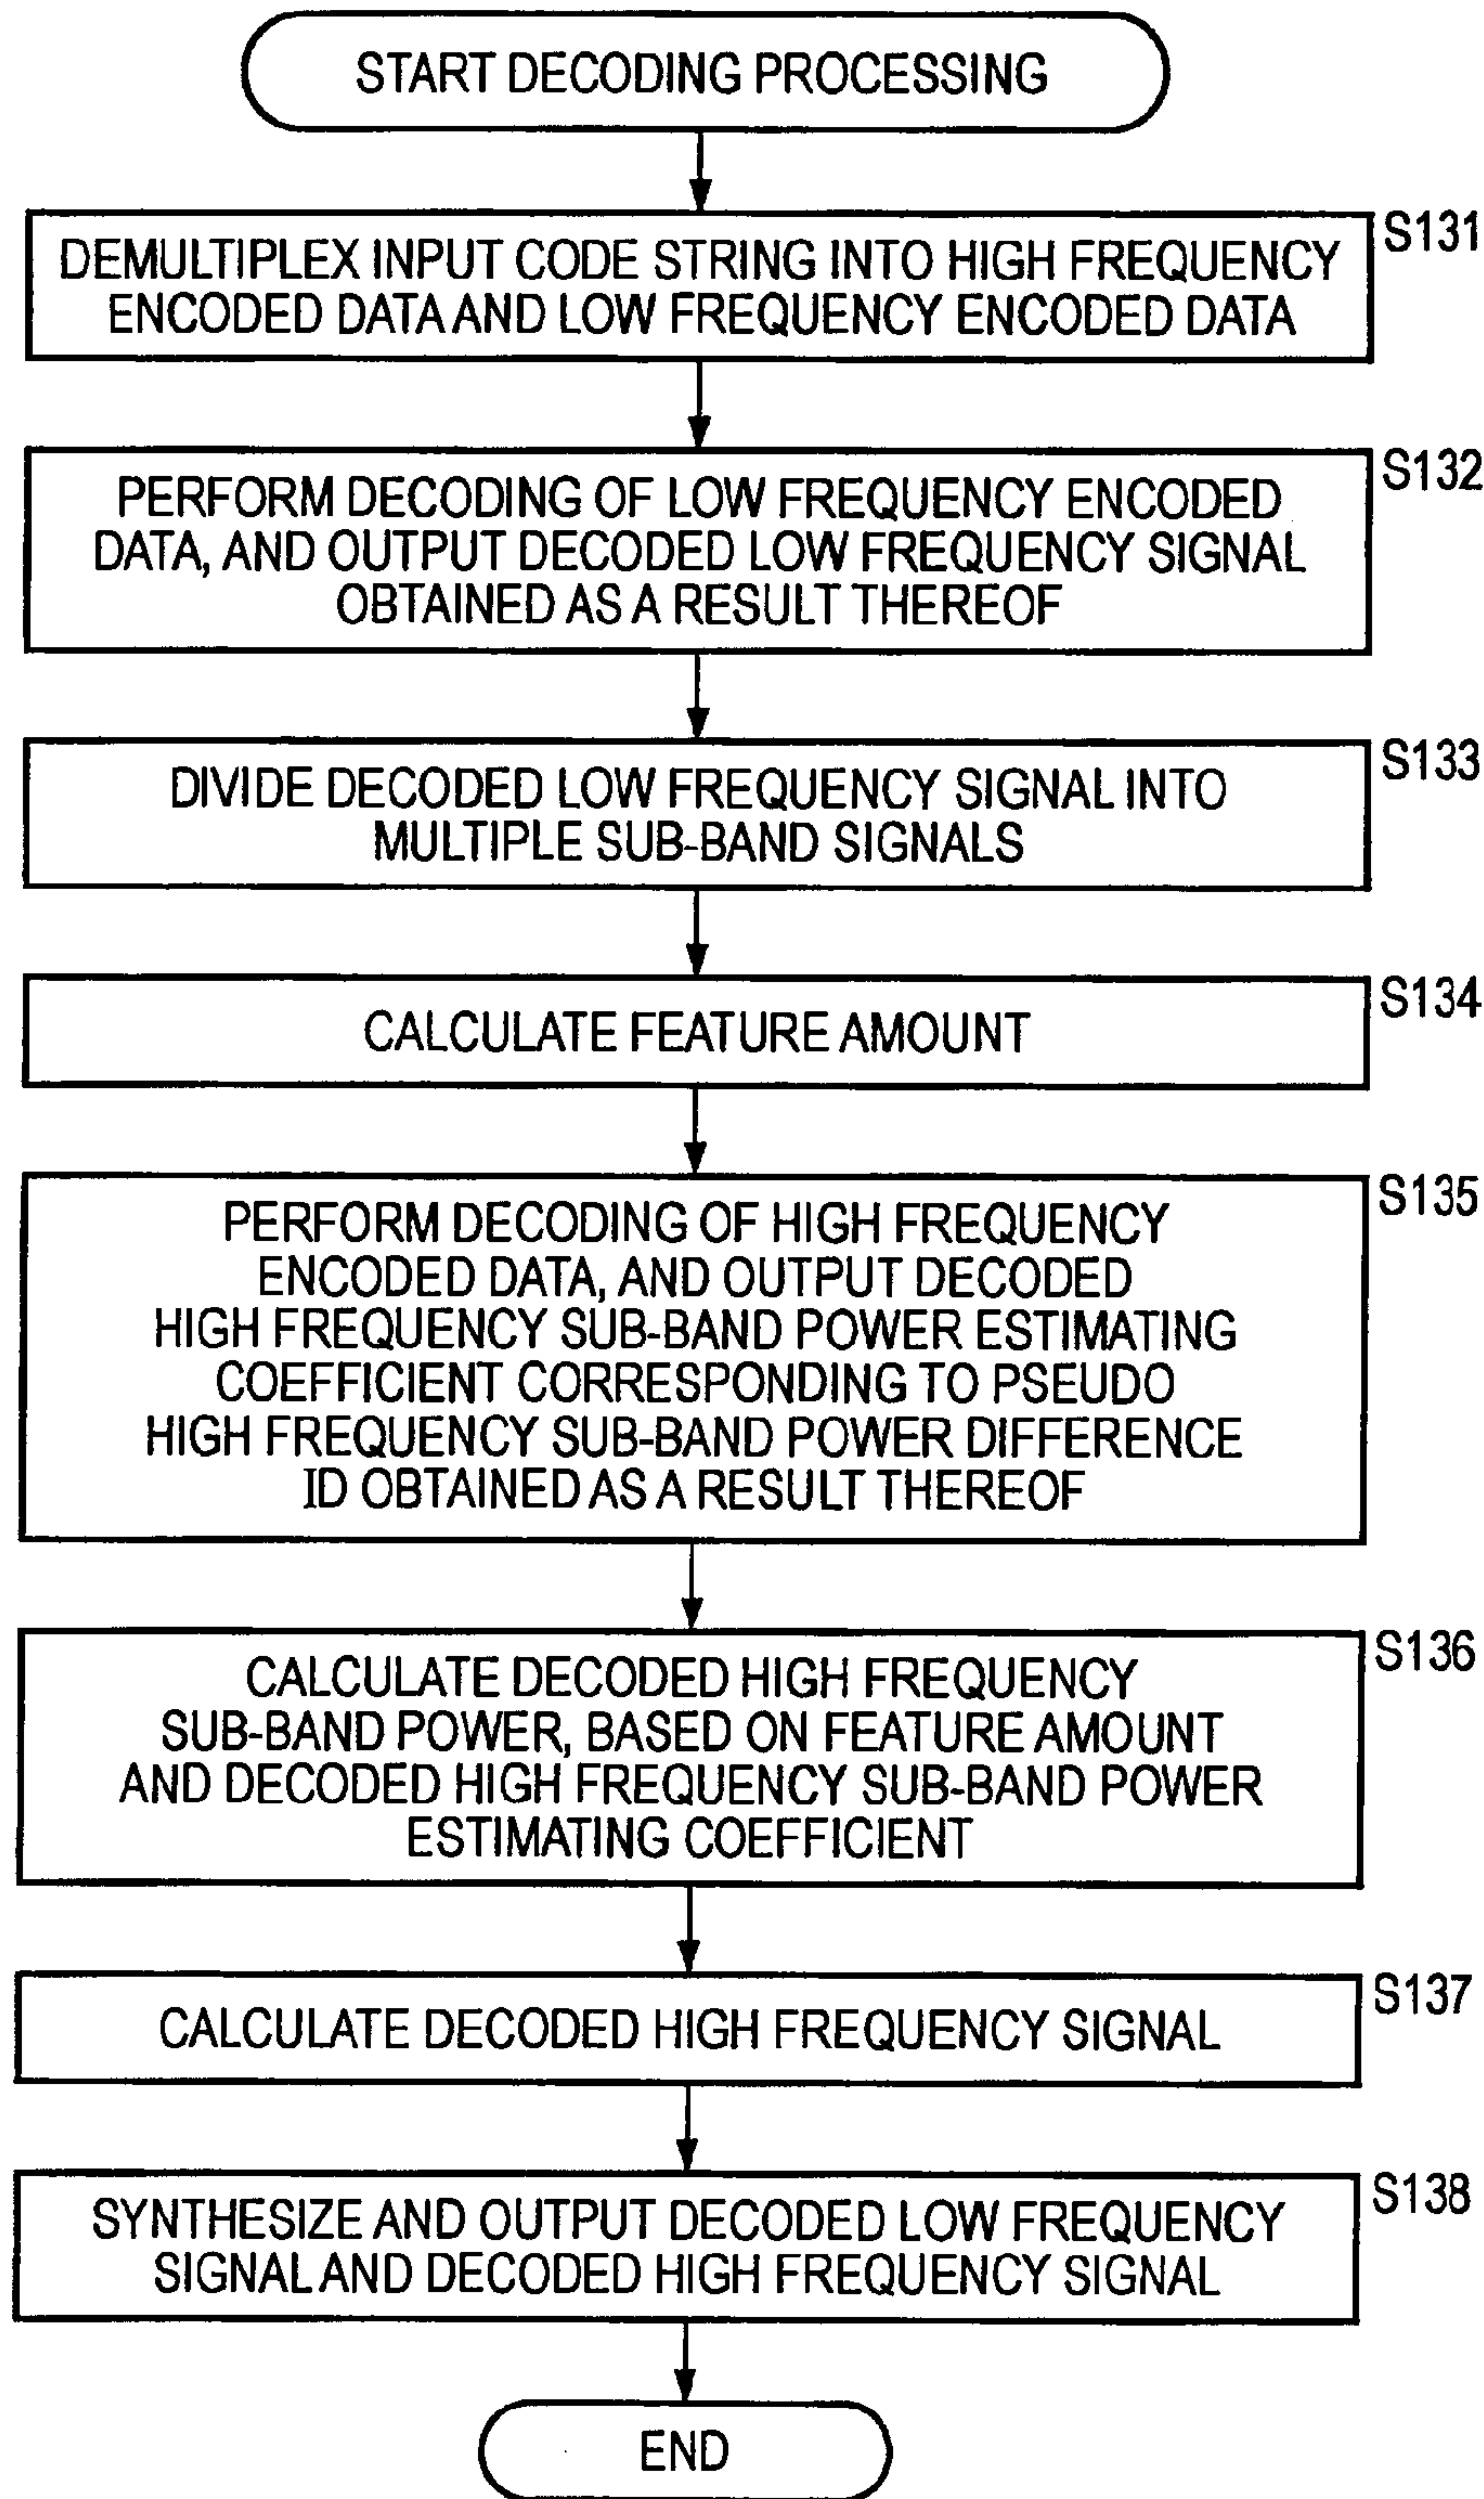 START DECODING PROCESSING
S131
DEMULTIPLEX INPUT CODE STRING INTO HIGH FREQUENCY
ENCODED DATA AND LOW FREQUENCY ENCODED DATA
S132
PERFORM DECODING OF LOW FREQUENCY ENCODED
DATA, AND OUTPUT DECODED LOW FREQUENCY SIGNAL
OBTAINED AS A RESULT THEREOF
S133
DIVIDE DECODED LOW FREQUENCY SIGNAL INTO
MULTIPLE SUB-BAND SIGNALS
S134
CALCULATE FEATURE AMOUNT
S135
PERFORM DECODING OF HIGH FREQUENCY
ENCODED DATA, AND OUTPUT DECODED
HIGH FREQUENCY SUB-BAND POWER ESTIMATING
COEFFICIENT CORRESPONDING TO PSEUDO
HIGH FREQUENCY SUB-BAND POWER DIFFERENCE
ID OBTAINED AS A RESULT THEREOF
S136
CALCULATE DECODED HIGH FREQUENCY
SUB-BAND POWER, BASED ON FEATURE AMOUNT
AND DECODED HIGH FREQUENCY SUB-BAND POWER
ESTIMATING COEFFICIENT
S137
CALCULATE DECODED HIGH FREQUENCY SIGNAL
S138
SYNTHESIZE AND OUTPUT DECODED LOW FREQUENCY
SIGNAL AND DECODED HIGH FREQUENCY SIGNAL
END